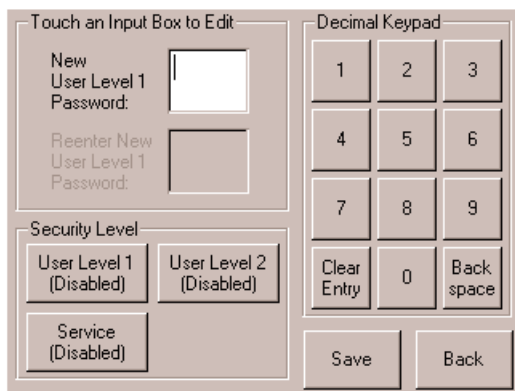 Touch an Input Box to Edit
New
User Level 1
Password:
Reenter New
User Level 1
Password:
Security Level
User Level 1
(Disabled)
User Level 2
(Disabled)
Service
(Disabled)
Decimal Keypad
1
2
3
4
5
6
7
8
9
Clear
Entry
0
Back
space
Save
Back